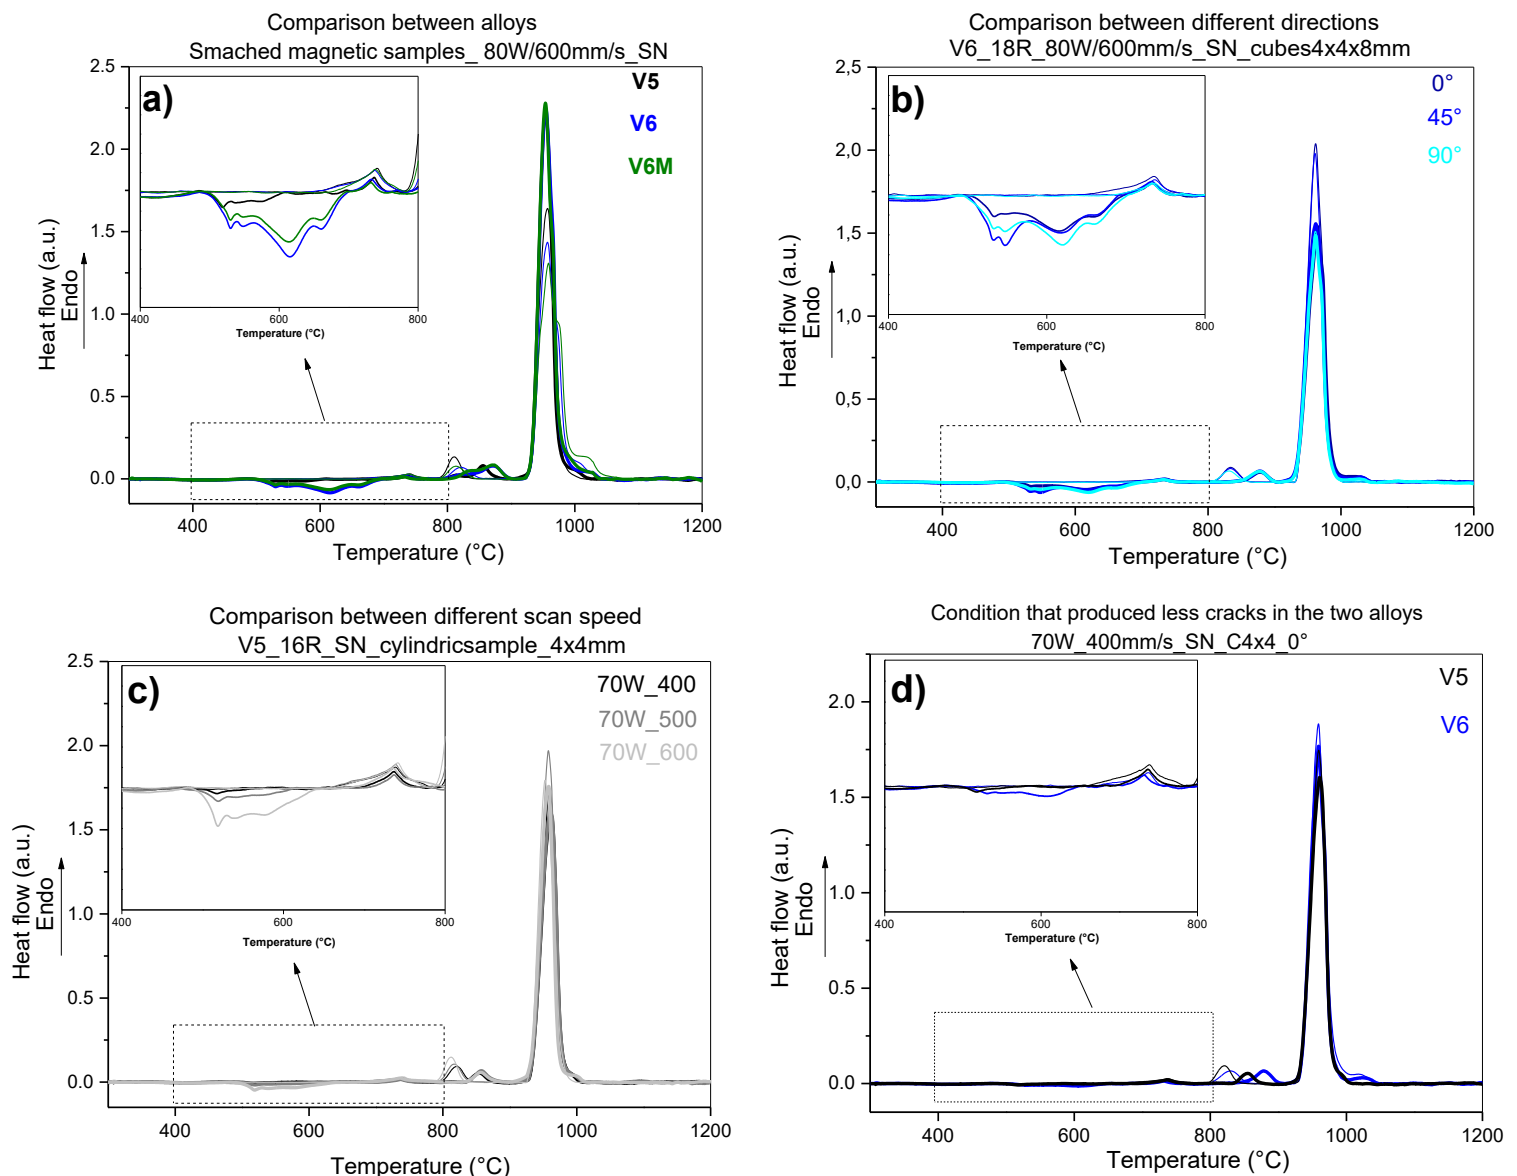 Comparison between alloys
Smached magnetic samples_ 80W/600mm/s_SN
a)
V5
V6
V6M
2.5
2.0
1.5
1.0
0.5
0.0
Heat flow (a.u.)
Endo
400
600
800
Temperature (°C)
400
600
800
1000
1200
Temperature (°C)
Comparison between different directions
V6_18R_80W/600mm/s_SN_cubes4x4x8mm
b)
0°
45°
90°
2,5
2,0
1,5
1,0
0,5
0,0
Heat flow (a.u.)
Endo
400
600
800
Temperature (°C)
400
600
800
1000
1200
Temperature (°C)
Comparison between different scan speed
V5_16R_SN_cylindricsample_4x4mm
c)
70W_400
70W_500
70W_600
2.5
2.0
1.5
1.0
0.5
0.0
Heat flow (a.u.)
Endo
400
600
800
Temperature (°C)
400
600
800
1000
1200
Temperature (°C)
Condition that produced less cracks in the two alloys
70W_400mm/s_SN_C4x4_0°
d)
V5
V6
2.0
1.5
1.0
0.5
0.0
Heat flow (a.u.)
Endo
400
600
800
Temperature (°C)
400
600
800
1000
1200
Temperature (°C)